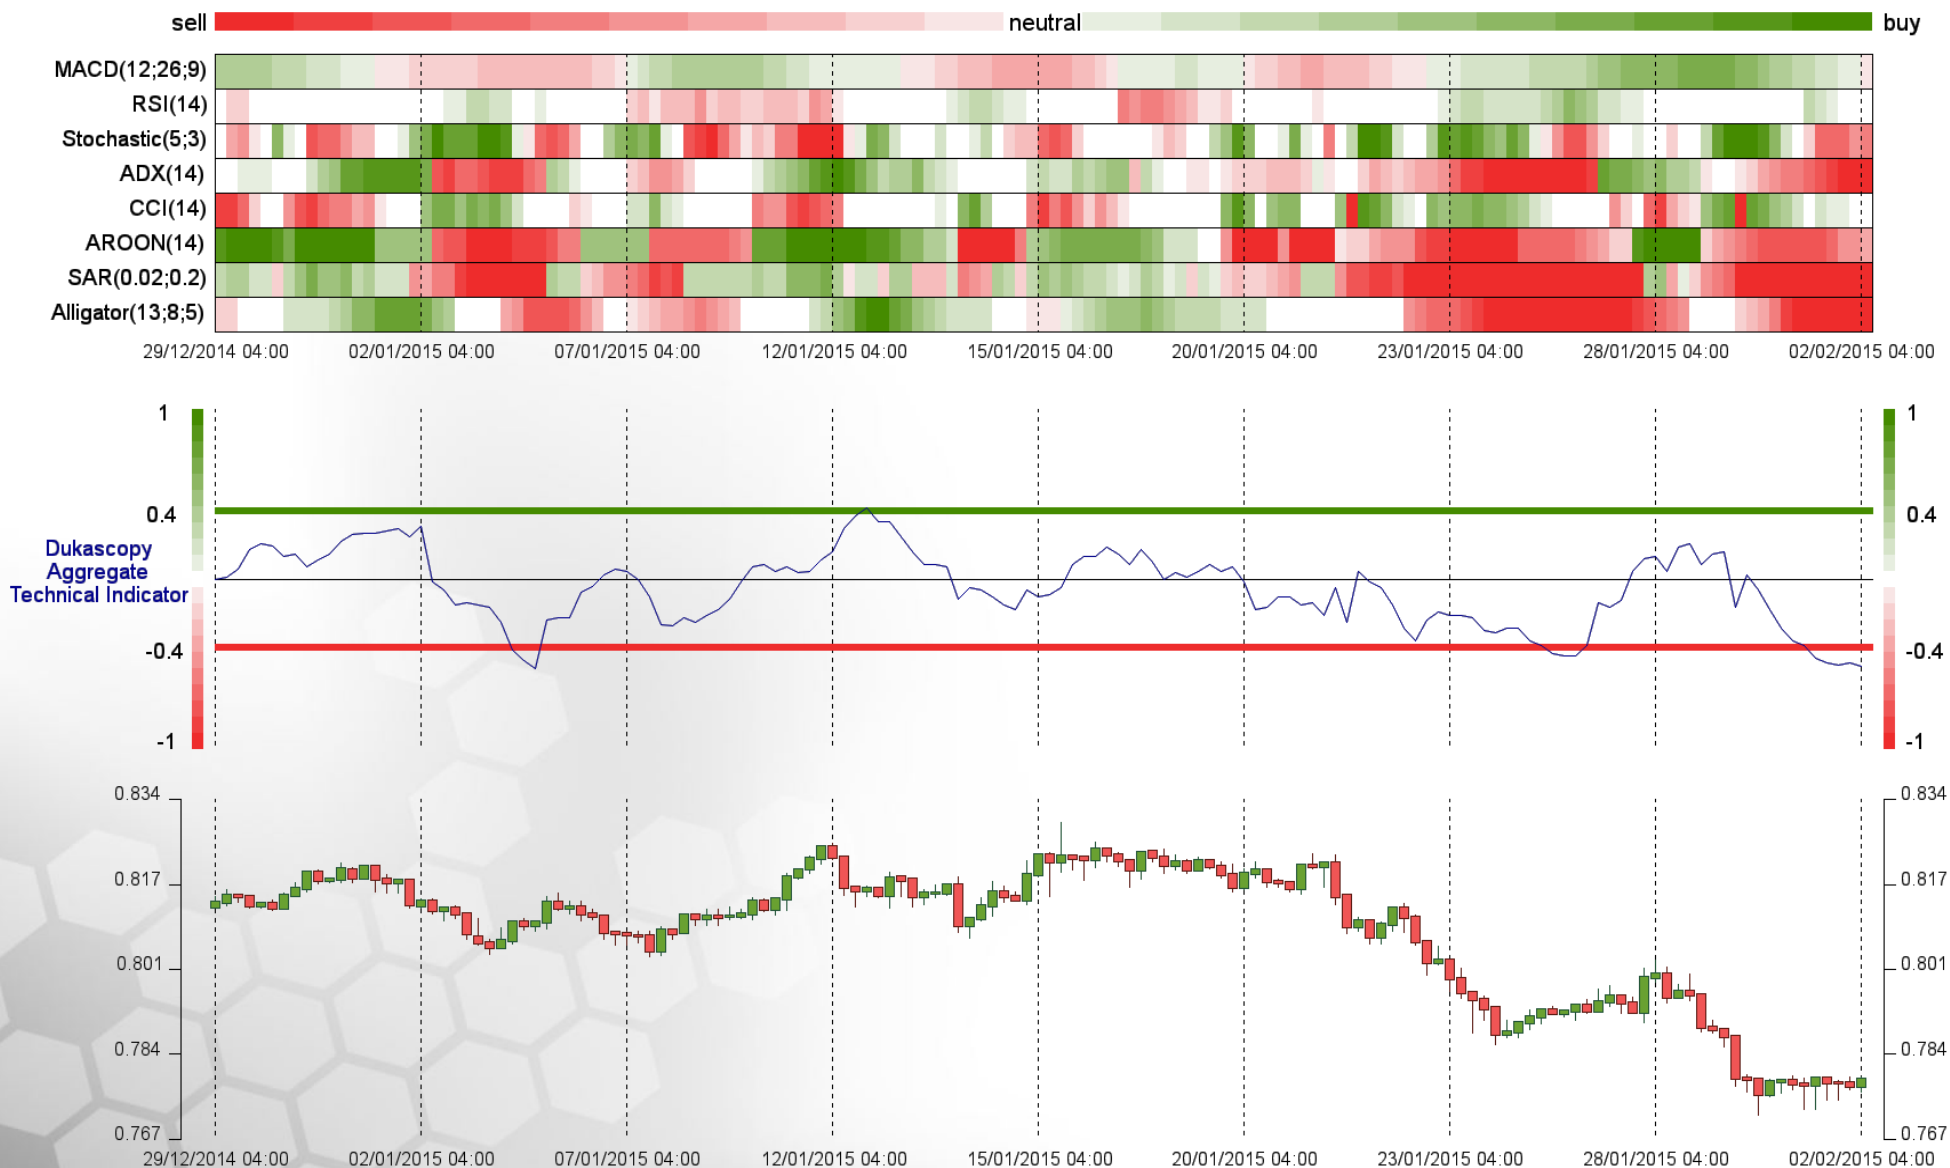 sell neutral buy
MACD(12;26;9)
RSI(14)
Stochastic(5;3)
ADX(14)
CCI(14)
AROON(14)
SAR(0.02;0.2)
Alligator(13;8;5)
29/12/2014 04:00 02/01/2015 04:00 07/01/2015 04:00 12/01/2015 04:00 15/01/2015 04:00 20/01/2015 04:00 23/01/2015 04:00 28/01/2015 04:00 02/02/2015 04:00
1 1
0.4 0.4
Dukascopy
Aggregate
Technical Indicator
-0.4 -0.4
-1 -1
0.834 0.834
0.817 0.817
0.801 0.801
0.784 0.784
0.767 0.767
29/12/2014 04:00 02/01/2015 04:00 07/01/2015 04:00 12/01/2015 04:00 15/01/2015 04:00 20/01/2015 04:00 23/01/2015 04:00 28/01/2015 04:00 02/02/2015 04:00